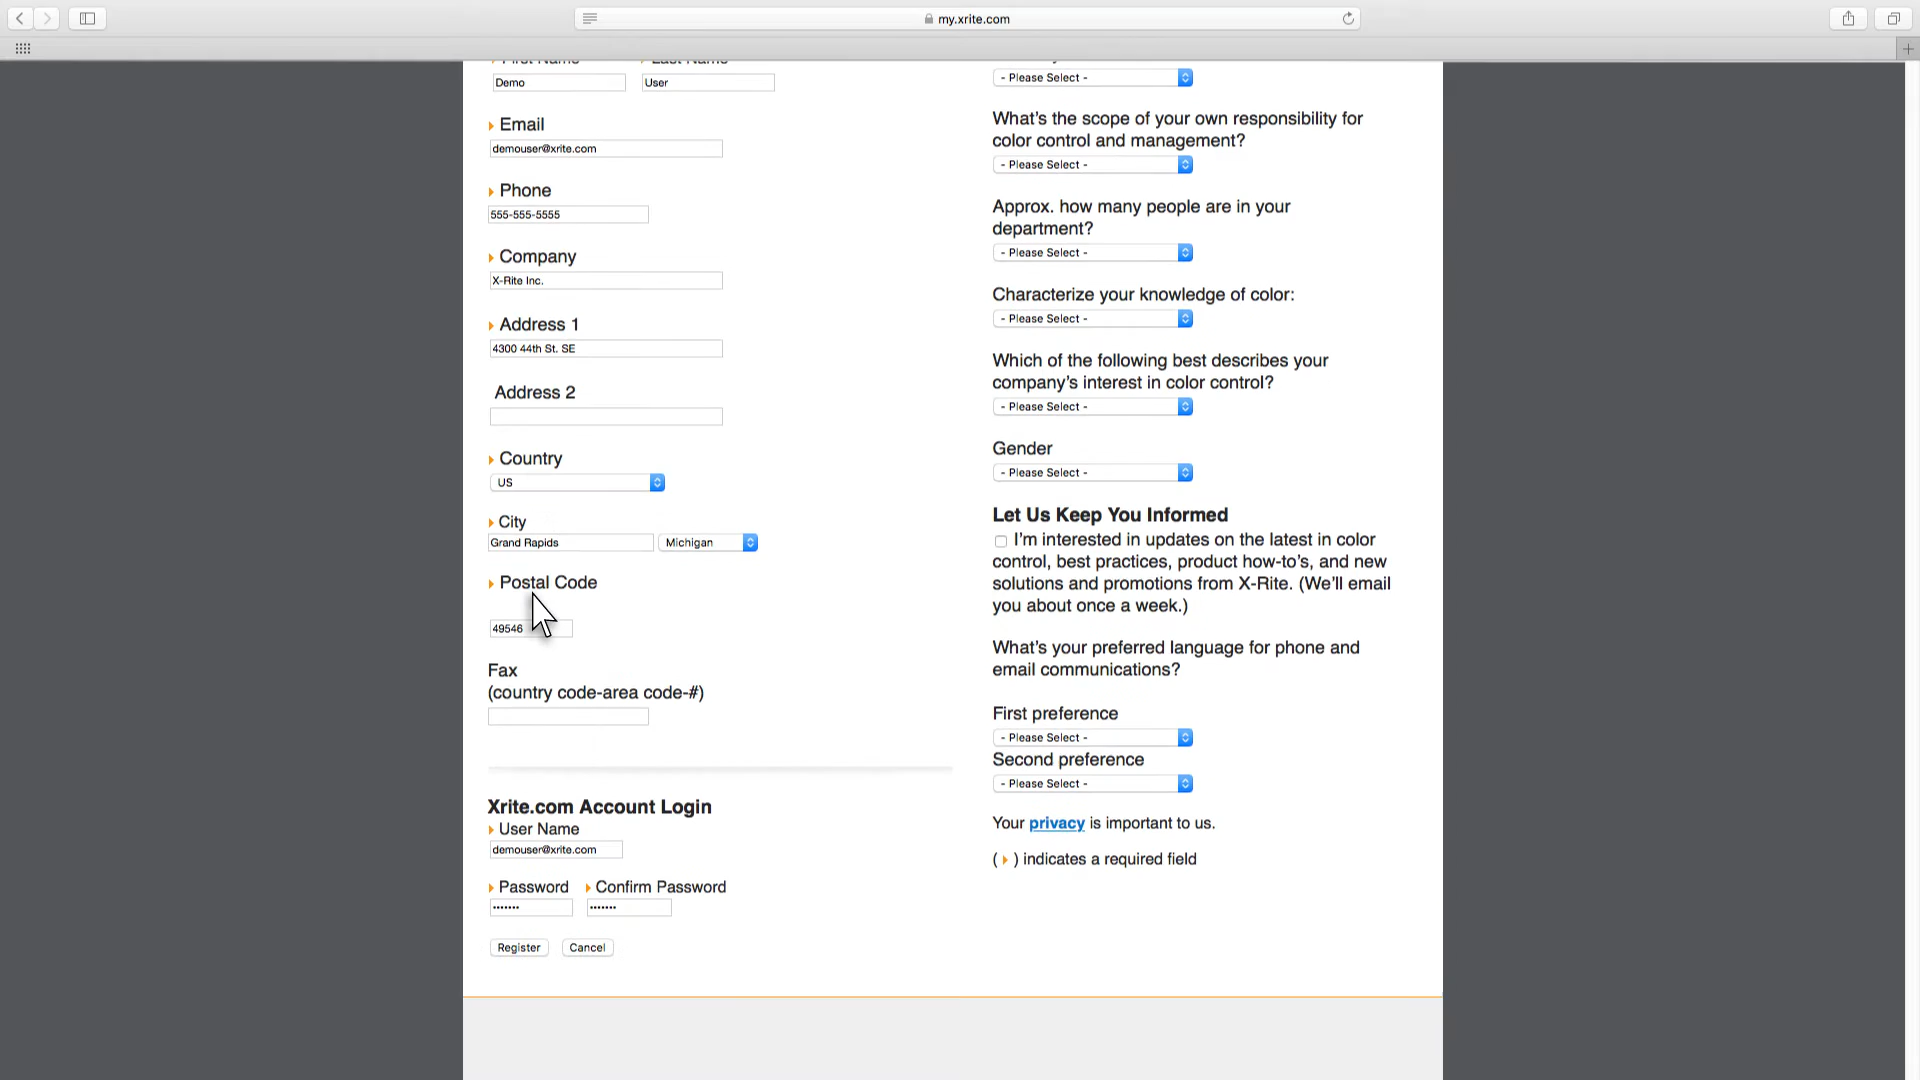 my.xrite.com
First Name
Last Name
Demo
User
Email
demouser@xrite.com
Phone
555-555-5555
Company
X-Rite Inc.
Address 1
4300 44th St. SE
Address 2
Country
US
City
Grand Rapids
Michigan
Postal Code
49546
Fax
(country code-area code-#)
Xrite.com Account Login
User Name
demouser@xrite.com
Password
Confirm Password
•••••••
•••••••
Register
Cancel
- Please Select -
What's the scope of your own responsibility for
color control and management?
- Please Select -
Approx. how many people are in your
department?
- Please Select -
Characterize your knowledge of color:
- Please Select -
Which of the following best describes your
company's interest in color control?
- Please Select -
Gender
- Please Select -
Let Us Keep You Informed
I'm interested in updates on the latest in color
control, best practices, product how-to's, and new
solutions and promotions from X-Rite. (We'll email
you about once a week.)
What's your preferred language for phone and
email communications?
First preference
- Please Select -
Second preference
- Please Select -
Your privacy is important to us.
( ) indicates a required field